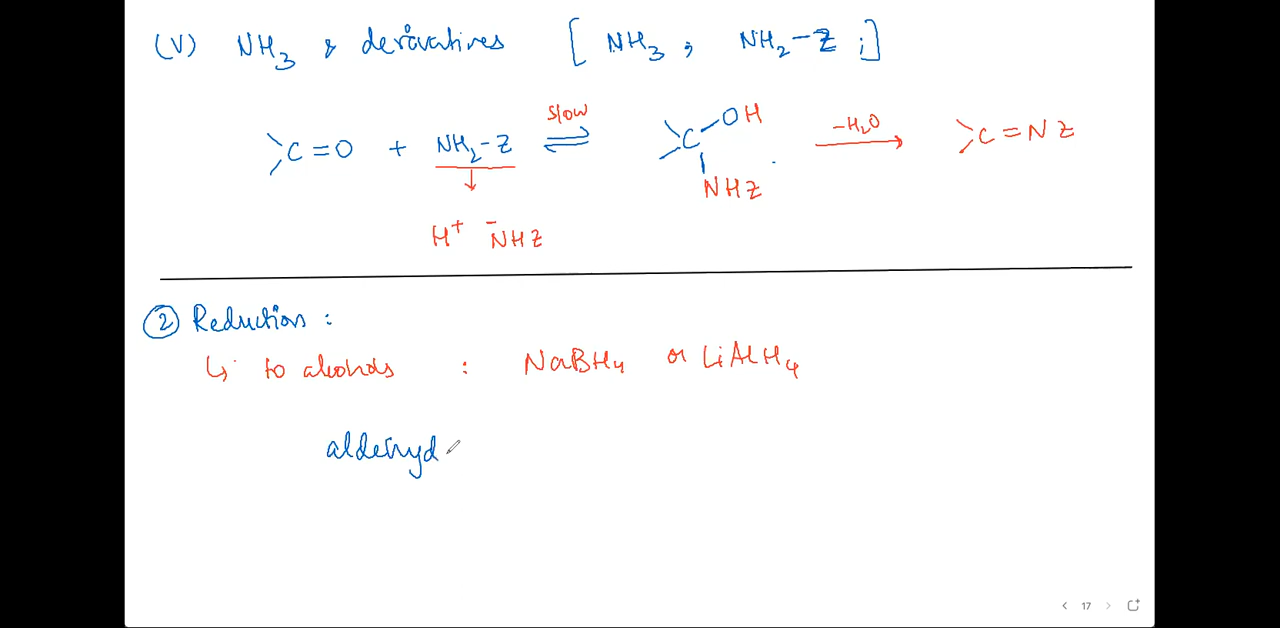 (V) NH3 & derivatives [NH3, NH2-Z ;]
slow
>C=O + NH2-Z ⇌ >C-OH -H2O → >C=NZ
NHZ
H+ -NHZ
② Reduction :
↳ to alcohols : NaBH4 or LiAlH4
aldehyd
< 17 >